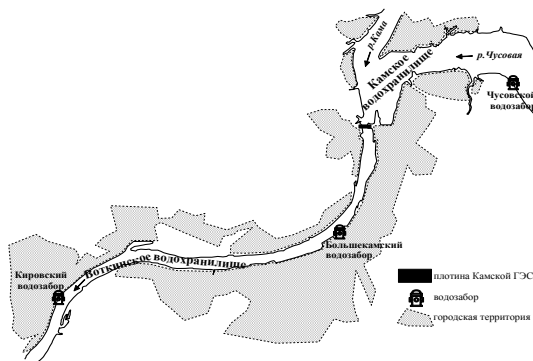 р.Кама
р.Чусовая
Камское
водохранилище
Чусовской
водозабор
Большекамский
водозабор
Воткинское водохранилище
Кировский
водозабор
плотина Камской ГЭС
водозабор
городская территория